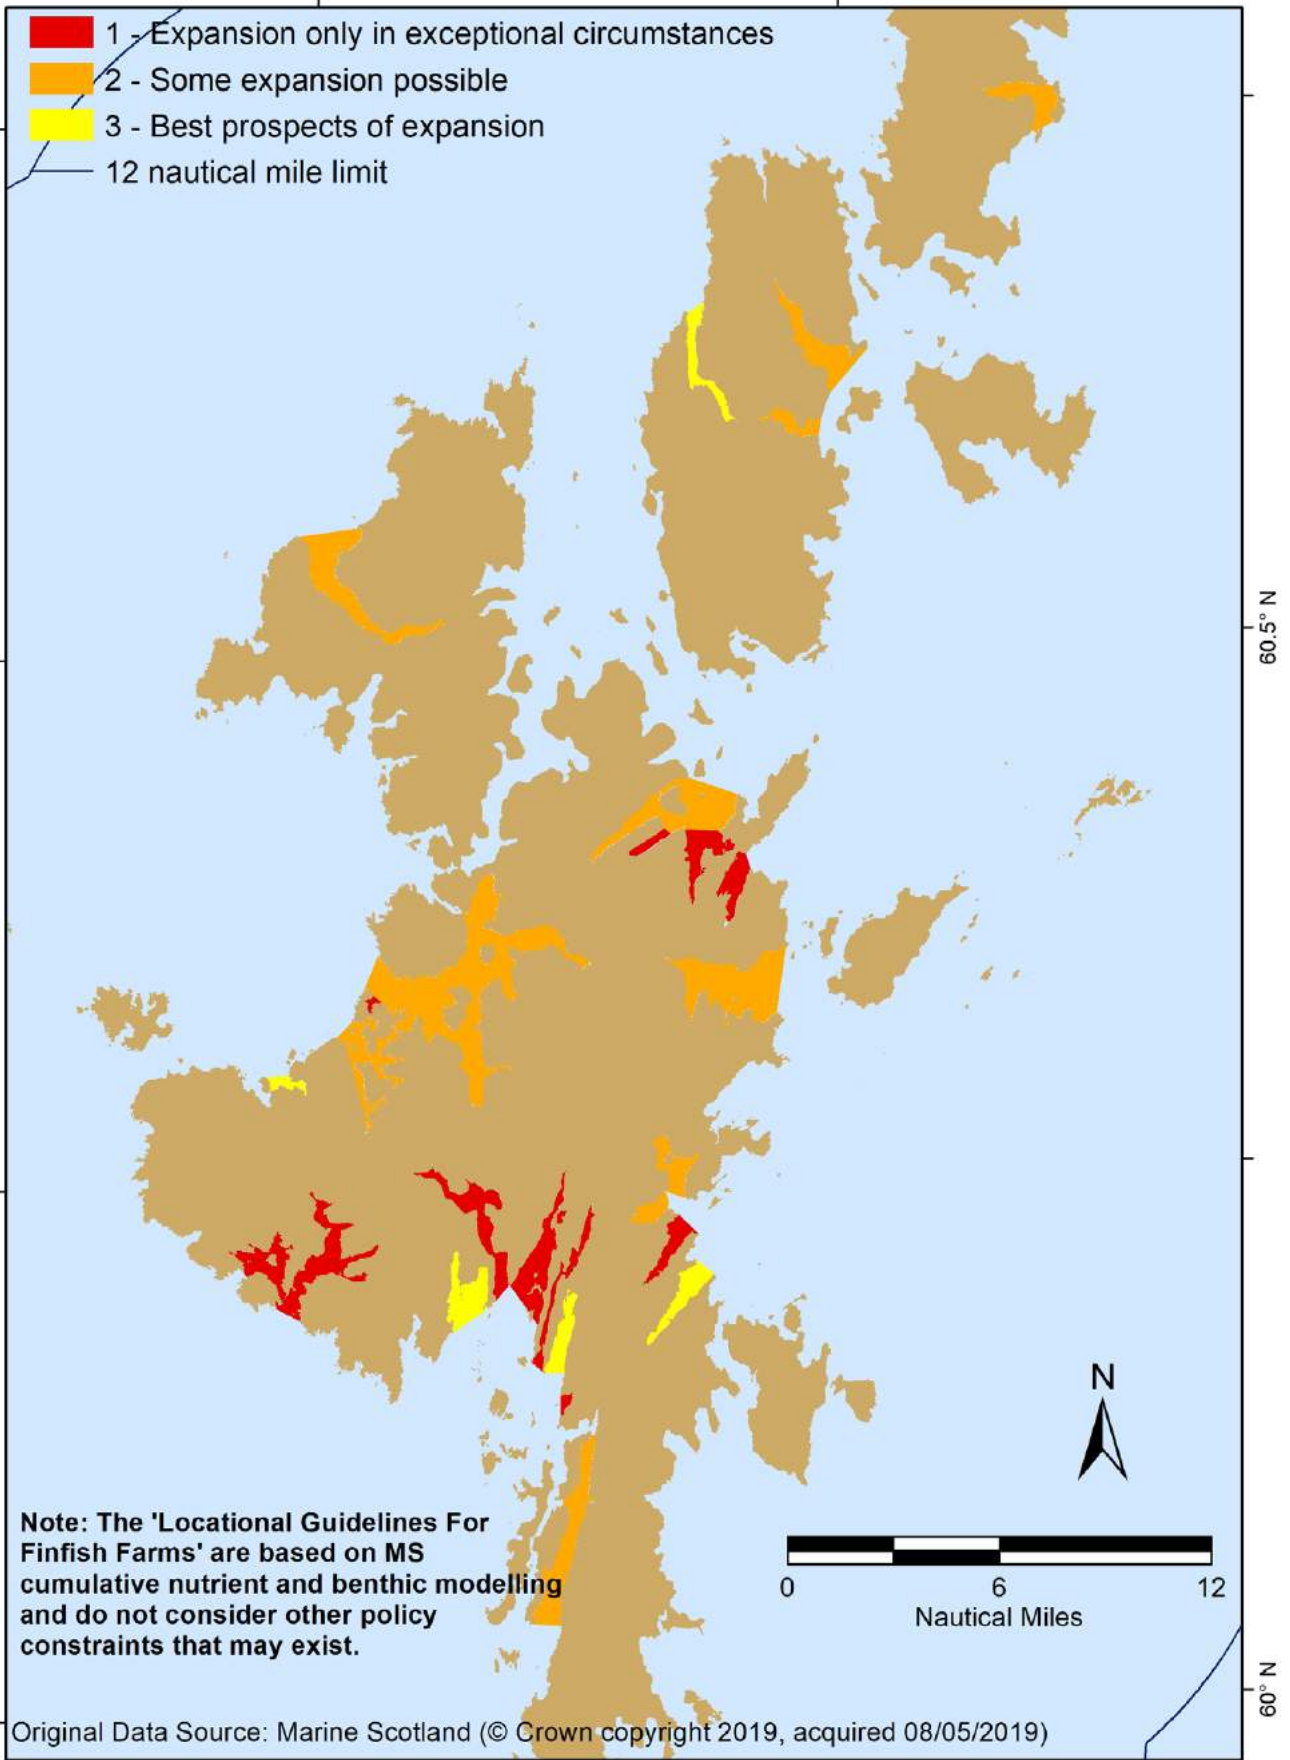 1 - Expansion only in exceptional circumstances
2 - Some expansion possible
3 - Best prospects of expansion
12 nautical mile limit
60.5° N
N
Note: The 'Locational Guidelines For
Finfish Farms' are based on MS
cumulative nutrient and benthic modelling
and do not consider other policy
constraints that may exist.
0 6 12
Nautical Miles
60° N
Original Data Source: Marine Scotland (© Crown copyright 2019, acquired 08/05/2019)